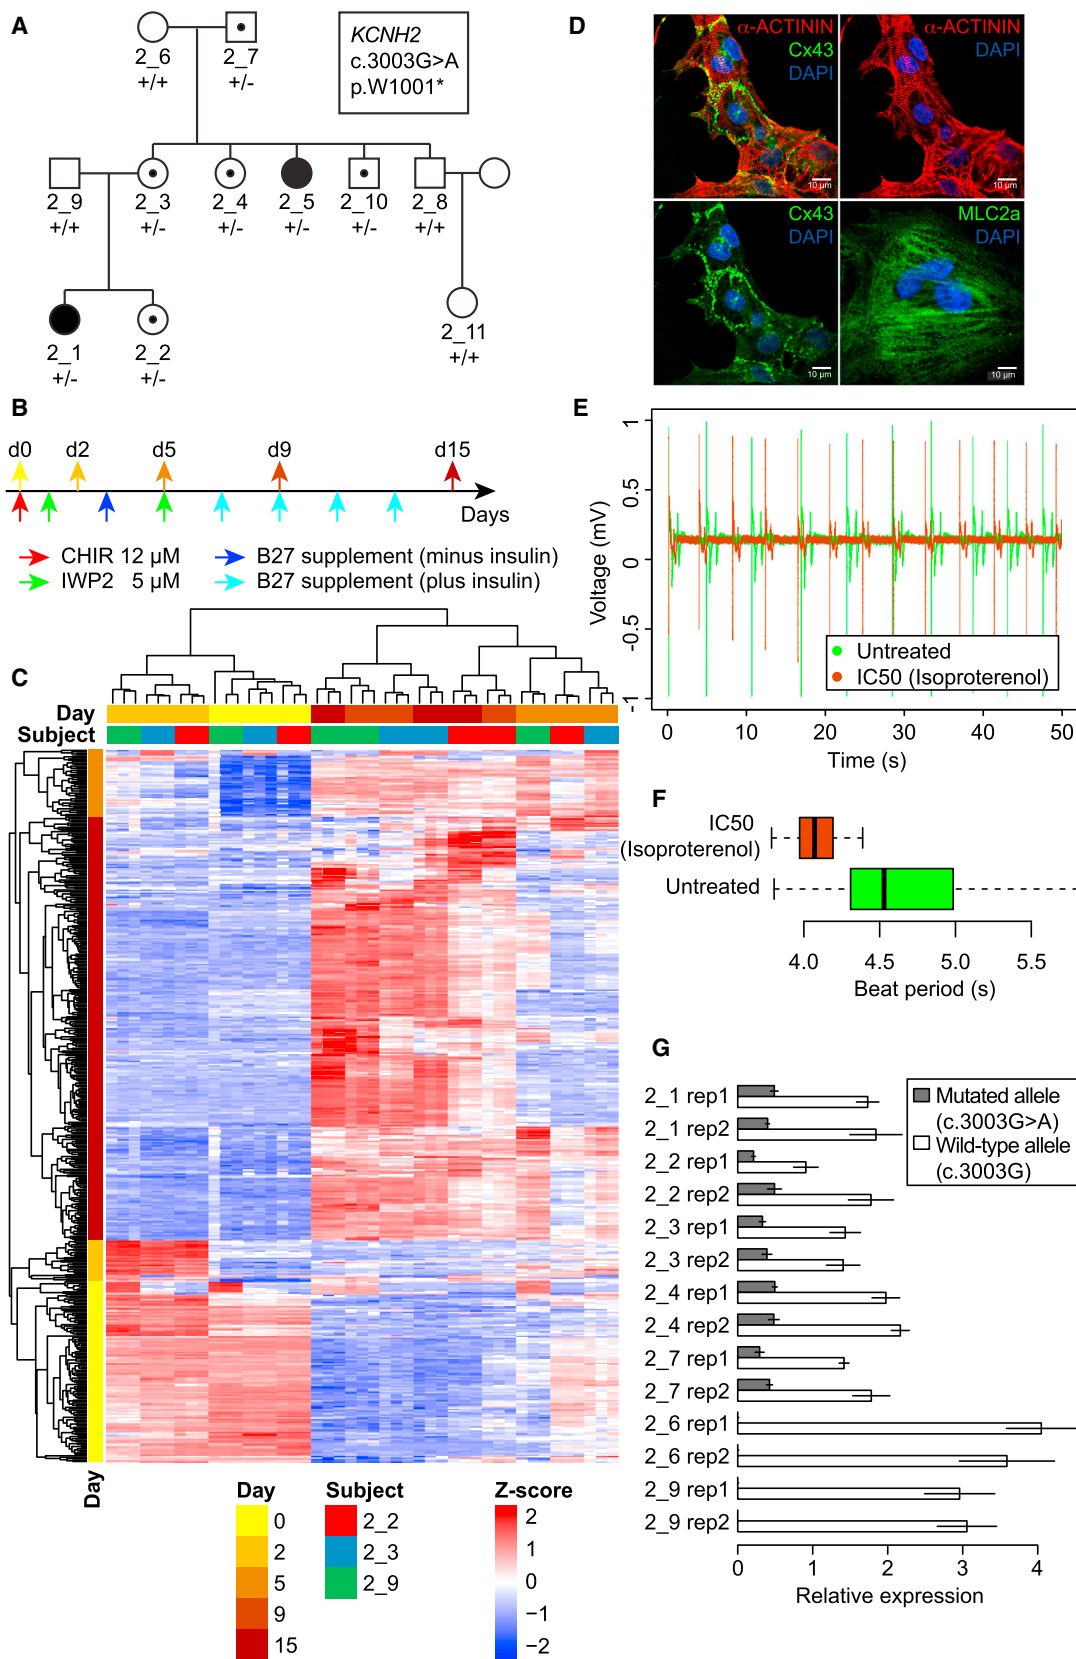 A
2_6
+/+
2_7
+/-
KCNH2
c.3003G>A
p.W1001*
2_9
+/+
2_3
+/-
2_4
+/-
2_5
+/-
2_10
+/-
2_8
+/+
2_1
+/-
2_2
+/-
2_11
+/+
B
d0 d2 d5 d9 d15
Days
CHIR 12 μM
IWP2 5 μM
B27 supplement (minus insulin)
B27 supplement (plus insulin)
C
Day
Subject
Day
Day
0
2
5
9
15
Subject
2_2
2_3
2_9
Z-score
2
1
0
−1
−2
D
α-ACTININ
Cx43
DAPI
10 μm
α-ACTININ
DAPI
10 μm
Cx43
DAPI
10 μm
MLC2a
DAPI
10 μm
E
Voltage (mV)
1
0.5
0
-0.5
-1
Untreated
IC50 (Isoproterenol)
0 10 20 30 40 50
Time (s)
F
IC50
(Isoproterenol)
Untreated
4.0 4.5 5.0 5.5
Beat period (s)
G
2_1 rep1
2_1 rep2
2_2 rep1
2_2 rep2
2_3 rep1
2_3 rep2
2_4 rep1
2_4 rep2
2_7 rep1
2_7 rep2
2_6 rep1
2_6 rep2
2_9 rep1
2_9 rep2
Mutated allele
(c.3003G>A)
Wild-type allele
(c.3003G)
0 1 2 3 4
Relative expression